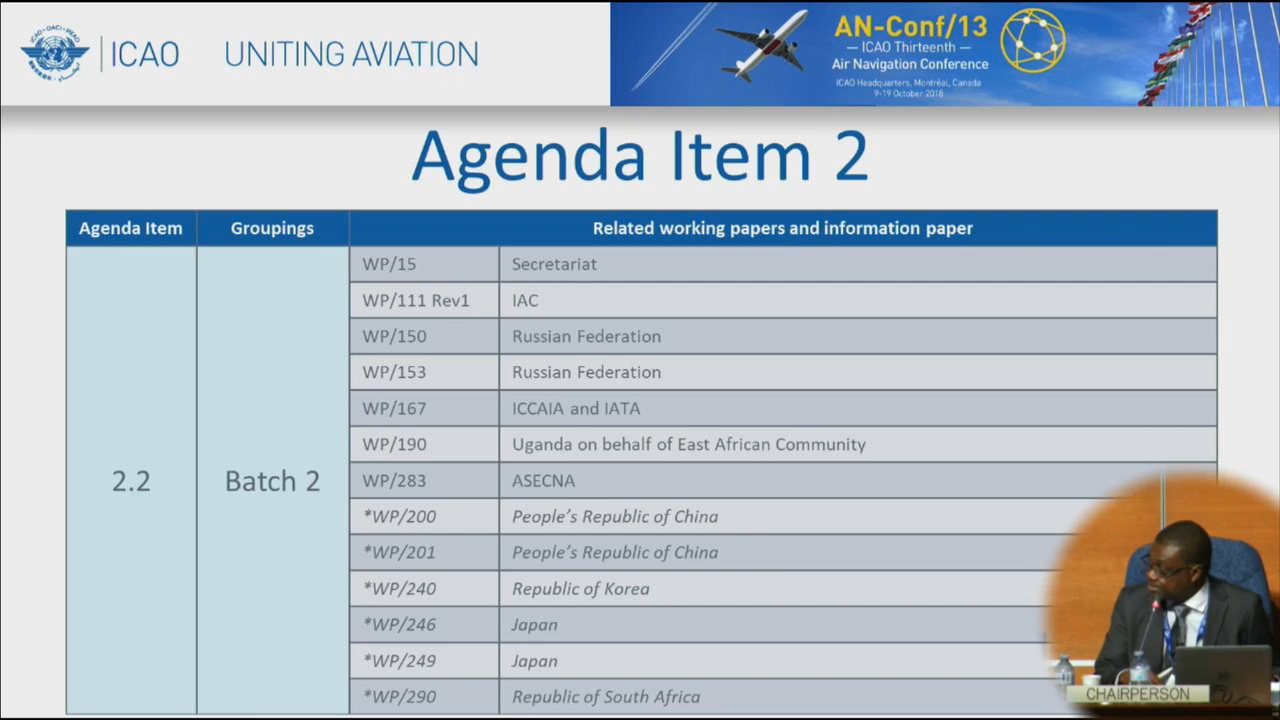 ICAO
UNITING AVIATION
AN-Conf/13
— ICAO Thirteenth —
Air Navigation Conference
ICAO Headquarters, Montréal, Canada
9-19 October 2018
Agenda Item 2
Agenda Item Groupings Related working papers and information paper
WP/15 Secretariat
WP/111 Rev1 IAC
WP/150 Russian Federation
WP/153 Russian Federation
WP/167 ICCAIA and IATA
WP/190 Uganda on behalf of East African Community
2.2 Batch 2 WP/283 ASECNA
*WP/200 People's Republic of China
*WP/201 People's Republic of China
*WP/240 Republic of Korea
*WP/246 Japan
*WP/249 Japan
*WP/290 Republic of South Africa
CHAIRPERSON